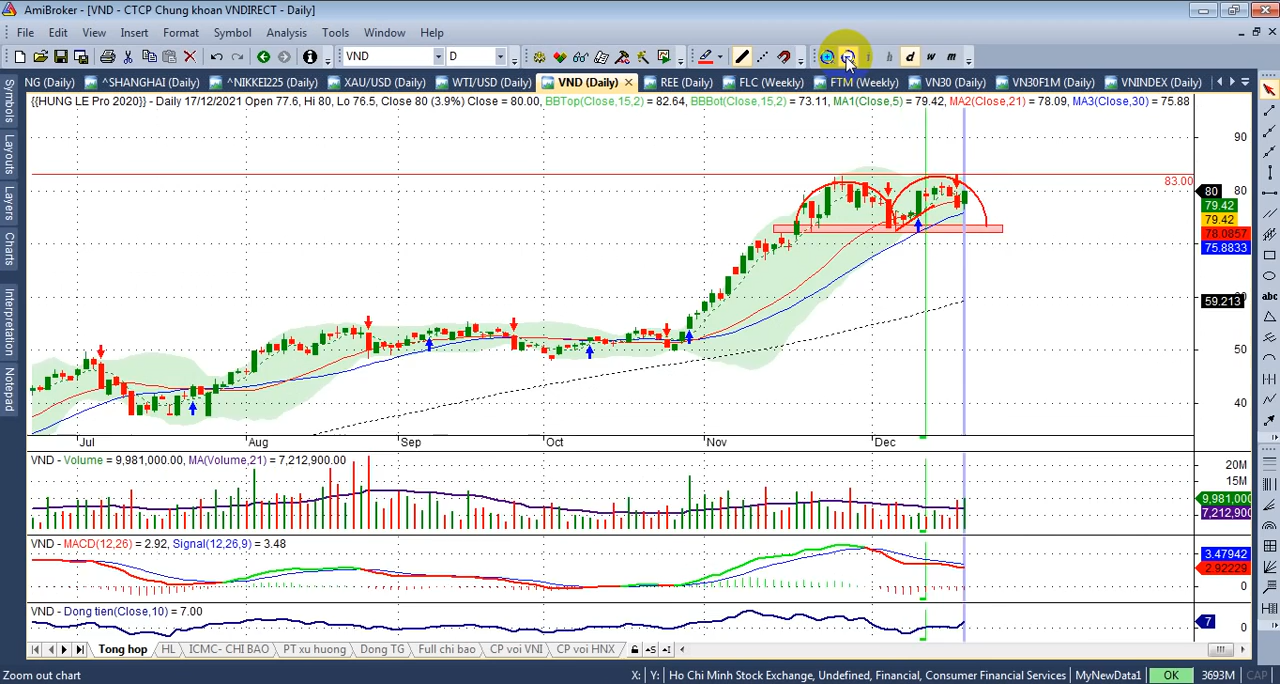 AmiBroker - [VND - CTCP Chung khoan VNDIRECT - Daily]
File Edit View Insert Format Symbol Analysis Tools Window Help
VND D h d w m
NG (Daily) ^SHANGHAI (Daily) ^NIKKEI225 (Daily) XAU/USD (Daily) WTI/USD (Daily) VND (Daily) REE (Daily) FLC (Weekly) FTM (Weekly) VN30 (Daily) VN30F1M (Daily) VNINDEX (Daily)
{{HUNG LE Pro 2020}} - Daily 17/12/2021 Open 77.6, Hi 80, Lo 76.5, Close 80 (3.9%) Close = 80.00, BBTop(Close,15,2) = 82.64, BBBot(Close,15,2) = 73.11, MA1(Close,5) = 79.42, MA2(Close,21) = 78.09, MA3(Close,30) = 75.88
Symbols
Layouts
Layers
Charts
Interpretation
Notepad
abc
90
83.00
80
80
79.42
79.42
78.0857
75.8833
59.213
50
40
Jul Aug Sep Oct Nov Dec
VND - Volume = 9,981,000.00, MA(Volume,21) = 7,212,900.00
20M
15M
9,981,000
7,212,900
VND - MACD(12,26) = 2.92, Signal(12,26,9) = 3.48
3.47942
2.92229
0
VND - Dong tien(Close,10) = 7.00
7
0
Tong hop HL ICMC- CHI BAO PT xu huong Dong TG Full chi bao CP voi VNI CP voi HNX
Zoom out chart X: Y: Ho Chi Minh Stock Exchange, Undefined, Financial, Consumer Financial Services MyNewData1 OK 3693M CAP